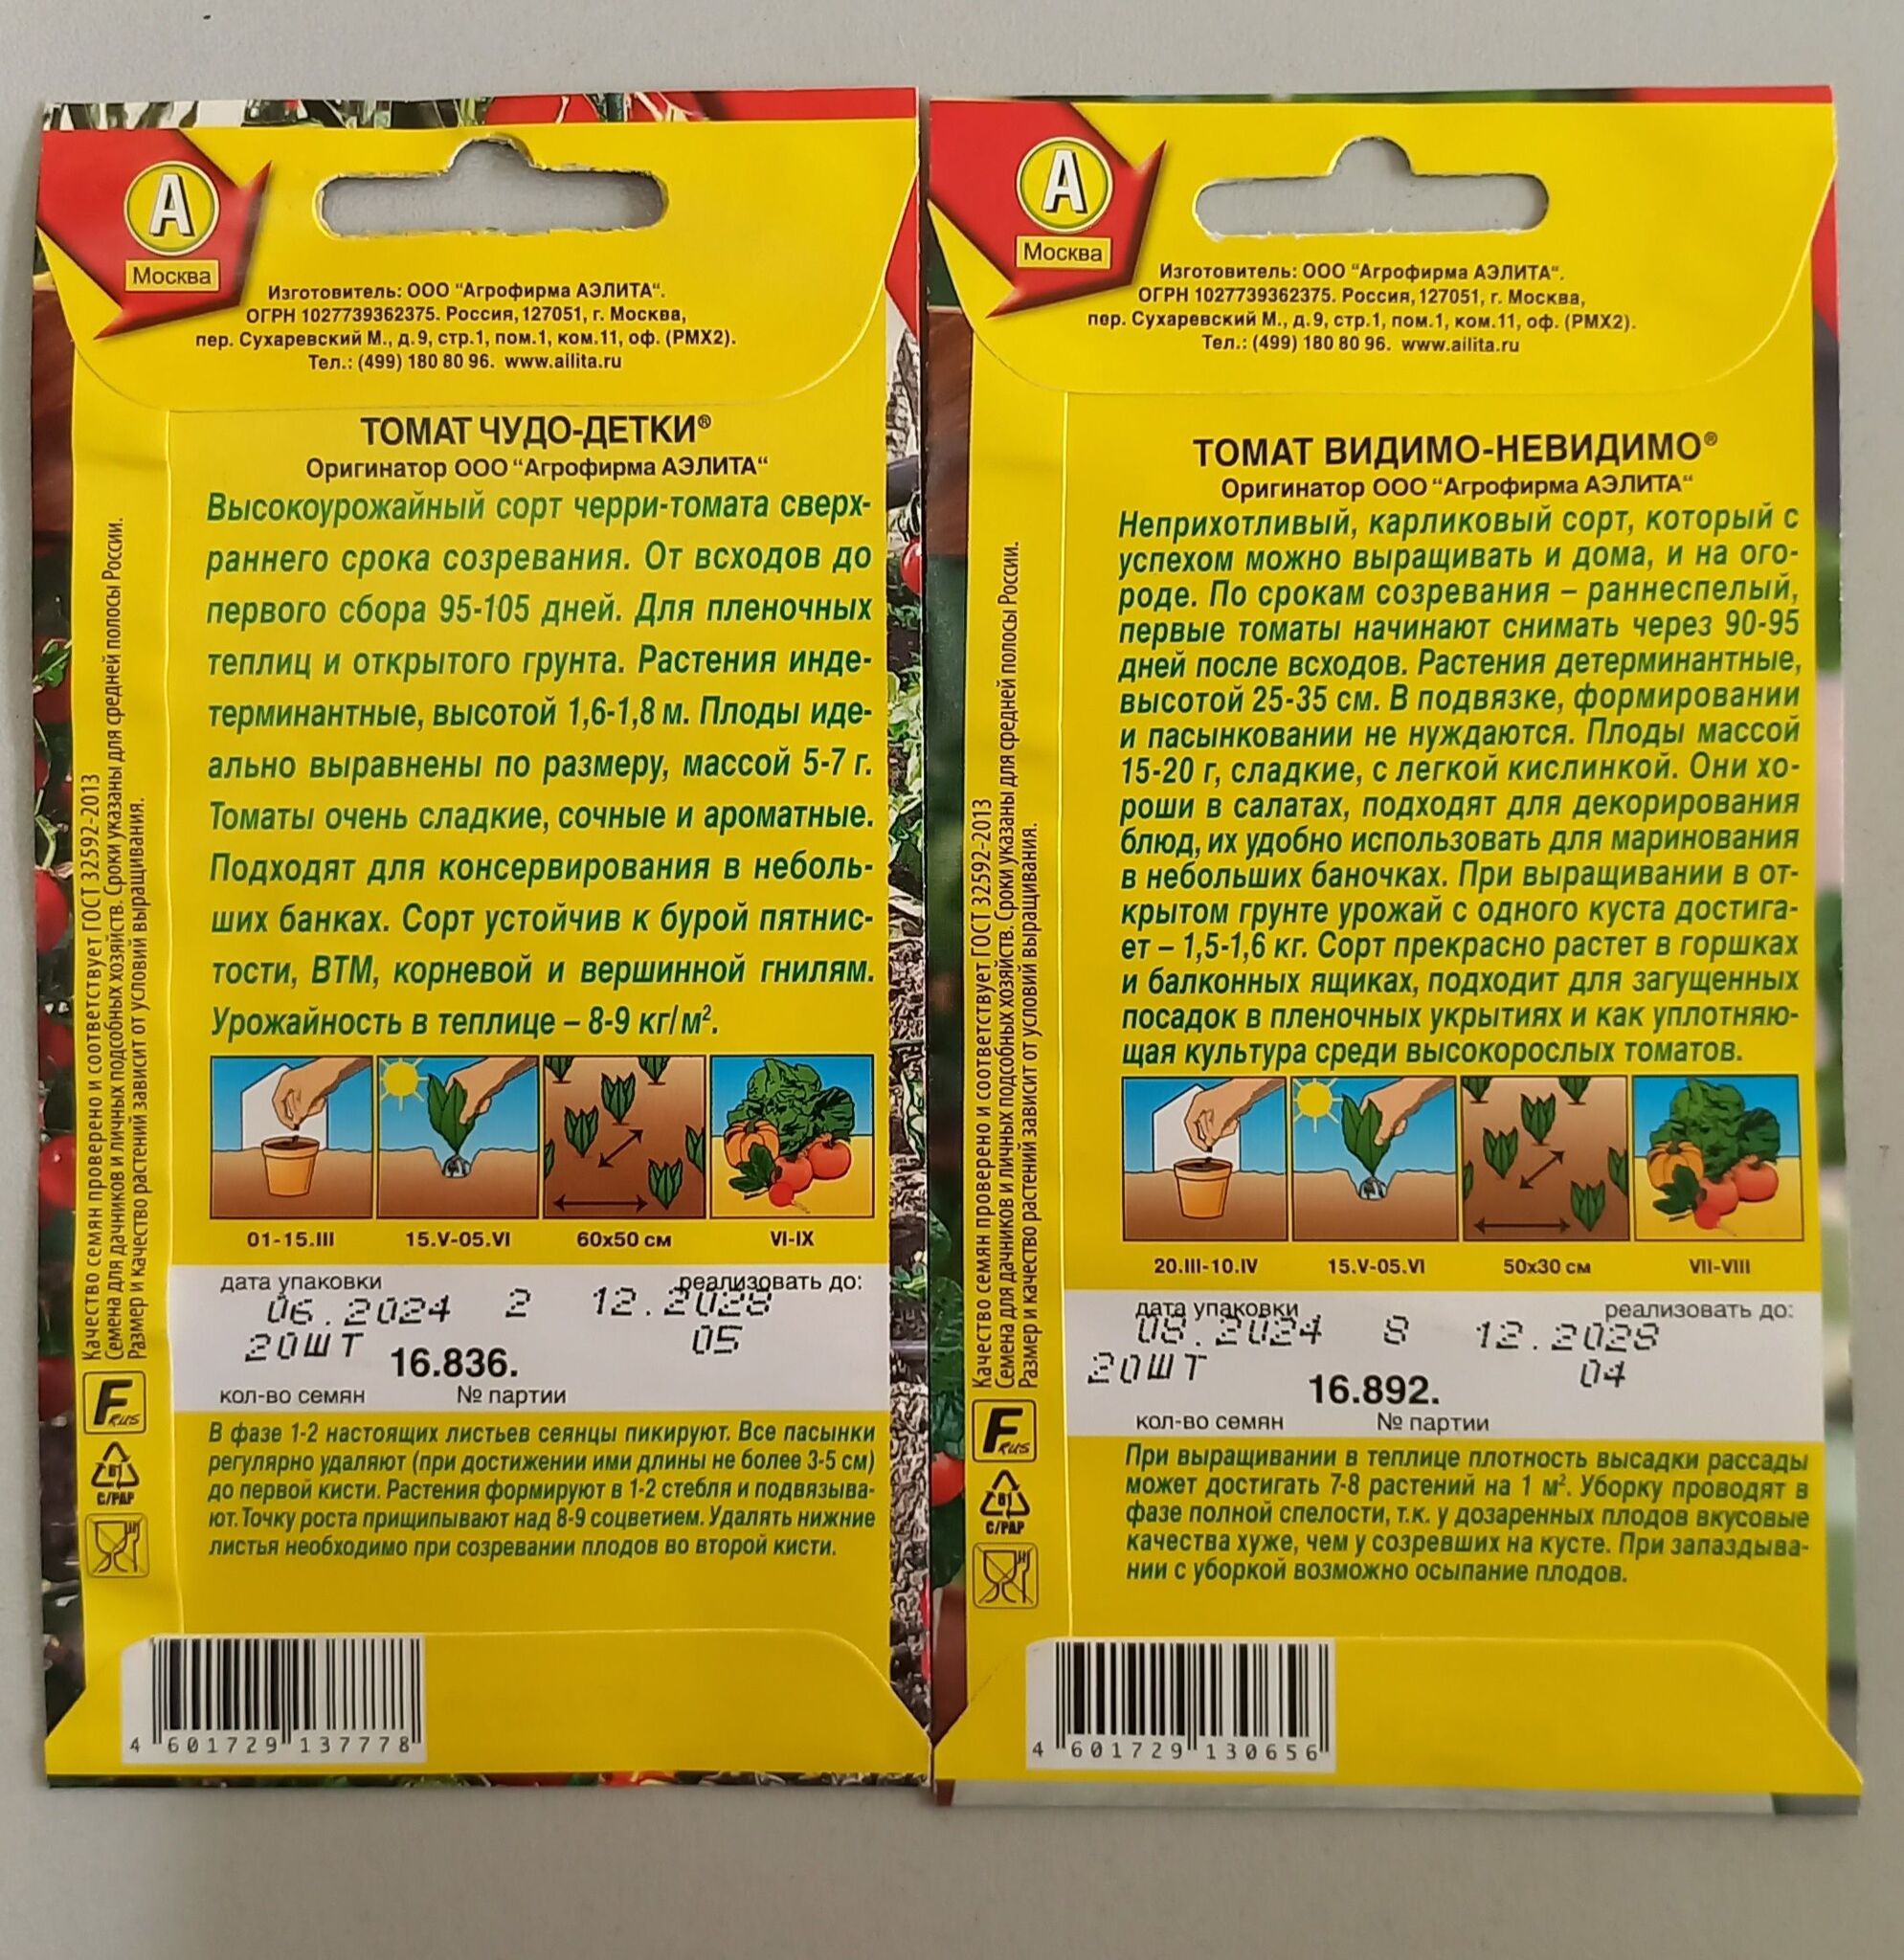 А
Москва
Изготовитель: ООО "Агрофирма АЭЛИТА".
ОГРН 1027739362375. Россия, 127051, г. Москва,
пер. Сухаревский М., д.9, стр.1, пом.1, ком.11, оф. (РМХ2).
Тел.: (499) 180 80 96. www.ailita.ru
ТОМАТ ЧУДО-ДЕТКИ®
Оригинатор ООО "Агрофирма АЭЛИТА"
Высокоурожайный сорт черри-томата сверх-
раннего срока созревания. От всходов до
первого сбора 95-105 дней. Для пленочных
теплиц и открытого грунта. Растения инде-
терминантные, высотой 1,6-1,8 м. Плоды иде-
ально выравнены по размеру, массой 5-7 г.
Томаты очень сладкие, сочные и ароматные.
Подходят для консервирования в неболь-
ших банках. Сорт устойчив к бурой пятнис-
тости, ВТМ, корневой и вершинной гнилям.
Урожайность в теплице – 8-9 кг/м².
01-15.III 15.V-05.VI 60х50 см VI-IX
дата упаковки реализовать до:
06.2024 2 12.2028
20ШТ 16.836. 05
кол-во семян № партии
В фазе 1-2 настоящих листьев сеянцы пикируют. Все пасынки
регулярно удаляют (при достижении ими длины не более 3-5 см)
до первой кисти. Растения формируют в 1-2 стебля и подвязыва-
ют. Точку роста прищипывают над 8-9 соцветием. Удалять нижние
листья необходимо при созревании плодов во второй кисти.
Качество семян проверено и соответствует ГОСТ 32592-2013
Семена для дачников и личных подсобных хозяйств. Сроки указаны для средней полосы России.
Размер и качество растений зависит от условий выращивания.
F RUS
81
C/PAP
4 601729 137778
А
Москва
Изготовитель: ООО "Агрофирма АЭЛИТА".
ОГРН 1027739362375. Россия, 127051, г. Москва,
пер. Сухаревский М., д.9, стр.1, пом.1, ком.11, оф. (РМХ2).
Тел.: (499) 180 80 96. www.ailita.ru
ТОМАТ ВИДИМО-НЕВИДИМО®
Оригинатор ООО "Агрофирма АЭЛИТА"
Неприхотливый, карликовый сорт, который с
успехом можно выращивать и дома, и на ого-
роде. По срокам созревания – раннеспелый,
первые томаты начинают снимать через 90-95
дней после всходов. Растения детерминантные,
высотой 25-35 см. В подвязке, формировании
и пасынковании не нуждаются. Плоды массой
15-20 г, сладкие, с легкой кислинкой. Они хо-
роши в салатах, подходят для декорирования
блюд, их удобно использовать для маринования
в небольших баночках. При выращивании в от-
крытом грунте урожай с одного куста достига-
ет – 1,5-1,6 кг. Сорт прекрасно растет в горшках
и балконных ящиках, подходит для загущенных
посадок в пленочных укрытиях и как уплотняю-
щая культура среди высокорослых томатов.
20.III-10.IV 15.V-05.VI 50х30 см VII-VIII
дата упаковки реализовать до:
08.2024 8 12.2028
20ШТ 16.892. 04
кол-во семян № партии
При выращивании в теплице плотность высадки рассады
может достигать 7-8 растений на 1 м². Уборку проводят в
фазе полной спелости, т.к. у дозаренных плодов вкусовые
качества хуже, чем у созревших на кусте. При запаздыва-
нии с уборкой возможно осыпание плодов.
Качество семян проверено и соответствует ГОСТ 32592-2013
Семена для дачников и личных подсобных хозяйств. Сроки указаны для средней полосы России.
Размер и качество растений зависит от условий выращивания.
F RUS
81
C/PAP
4 601729 130656